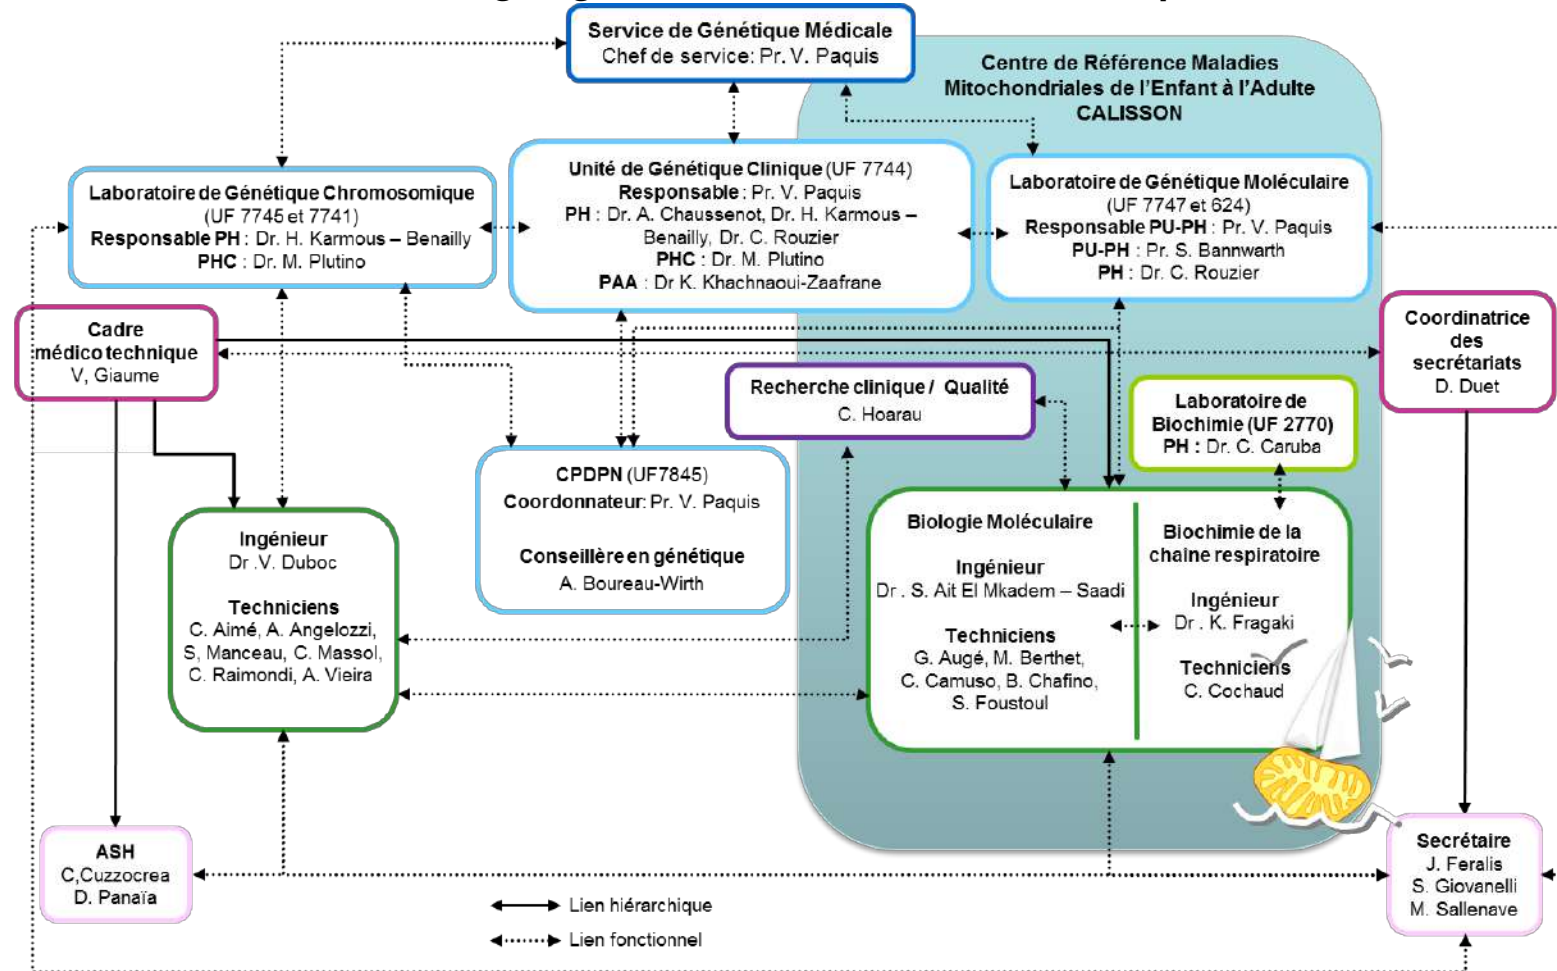 Service de Génétique Médicale
Chef de service: Pr. V. Paquis
Centre de Référence Maladies
Mitochondriales de l'Enfant à l'Adulte
CALISSON
Laboratoire de Génétique Chromosomique
(UF 7745 et 7741)
Responsable PH : Dr. H. Karmous – Benailly
PHC : Dr. M. Plutino
Unité de Génétique Clinique (UF 7744)
Responsable : Pr. V. Paquis
PH : Dr. A. Chaussenot, Dr. H. Karmous –
Benailly, Dr. C. Rouzier
PHC : Dr. M. Plutino
PAA : Dr K. Khachnaoui-Zaafrane
Laboratoire de Génétique Moléculaire
(UF 7747 et 624)
Responsable PU-PH : Pr. V. Paquis
PU-PH : Pr. S. Bannwarth
PH : Dr. C. Rouzier
Cadre
médico technique
V, Giaume
Coordinatrice
des
secrétariats
D. Duet
Recherche clinique / Qualité
C. Hoarau
Laboratoire de
Biochimie (UF 2770)
PH : Dr. C. Caruba
CPDPN (UF7845)
Coordonnateur: Pr. V. Paquis
Conseillère en génétique
A. Boureau-Wirth
Ingénieur
Dr .V. Duboc
Techniciens
C. Aimé, A. Angelozzi,
S, Manceau, C. Massol,
C. Raimondi, A. Vieira
Biologie Moléculaire
Ingénieur
Dr . S. Ait El Mkadem – Saadi
Techniciens
G. Augé, M. Berthet,
C. Camuso, B. Chafino,
S. Foustoul
Biochimie de la
chaîne respiratoire
Ingénieur
Dr . K. Fragaki
Techniciens
C. Cochaud
ASH
C,Cuzzocrea
D. Panaïa
Secrétaire
J. Feralis
S. Giovanelli
M. Sallenave
Lien hiérarchique
Lien fonctionnel